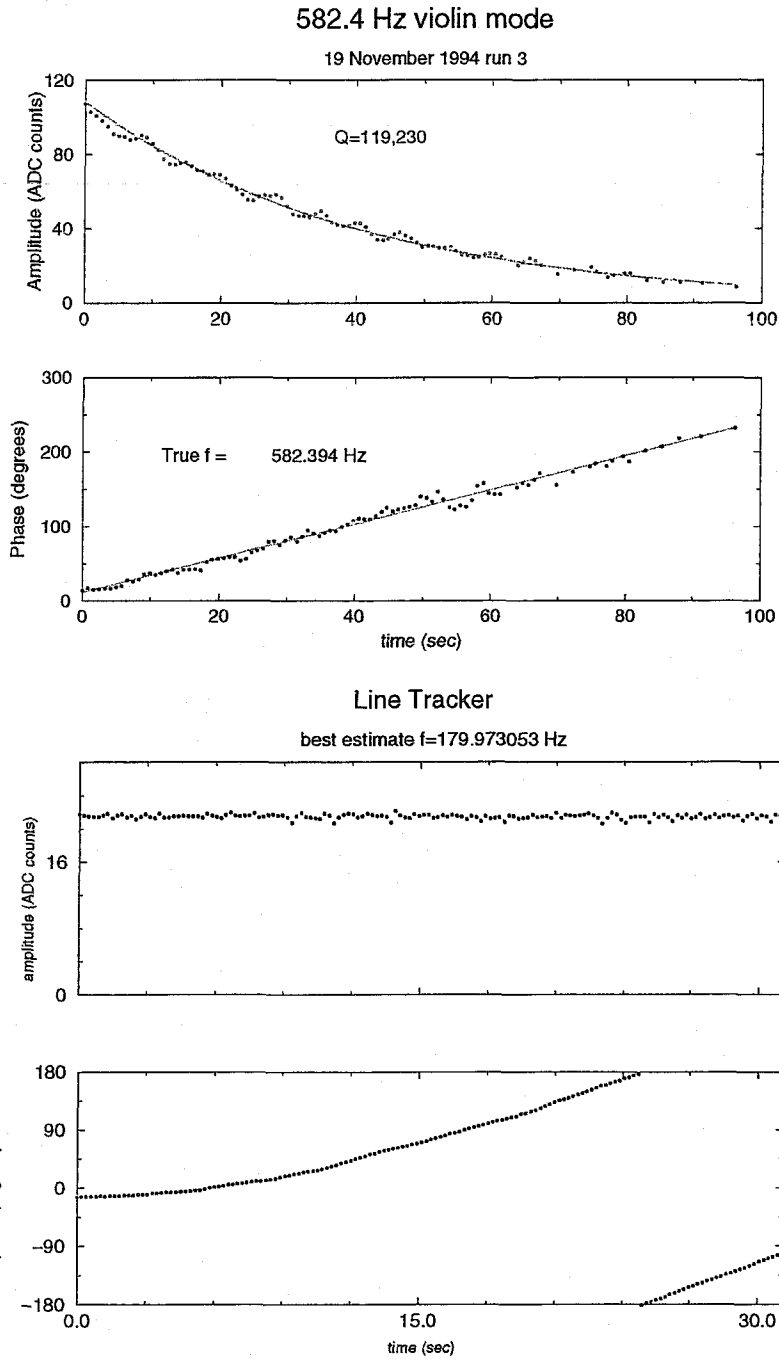 582.4 Hz violin mode
19 November 1994 run 3
Amplitude (ADC counts)
120
80
40
0
Q=119,230
0 20 40 60 80 100
Phase (degrees)
300
200
100
0
True f = 582.394 Hz
0 20 40 60 80 100
time (sec)
Line Tracker
best estimate f=179.973053 Hz
amplitude (ADC counts)
16
0
180
90
0
-90
-180
0.0 15.0 30.0
time (sec)